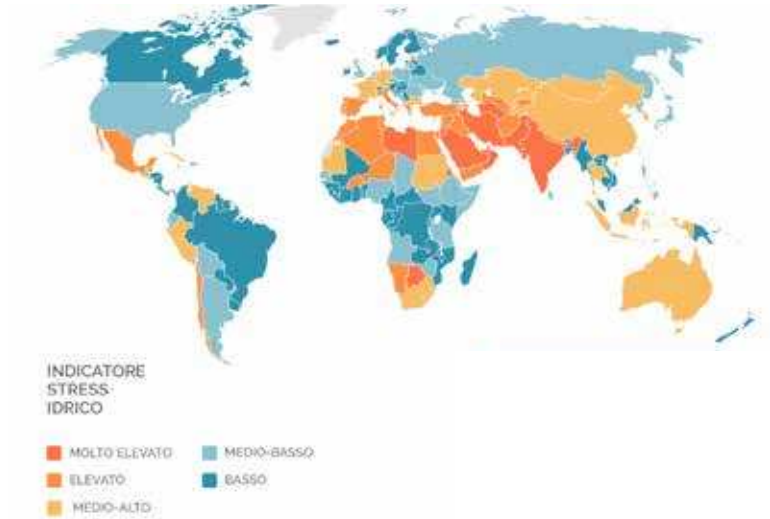 INDICATORE
STRESS
IDRICO
MOLTO ELEVATO
MEDIO-BASSO
ELEVATO
BASSO
MEDIO-ALTO